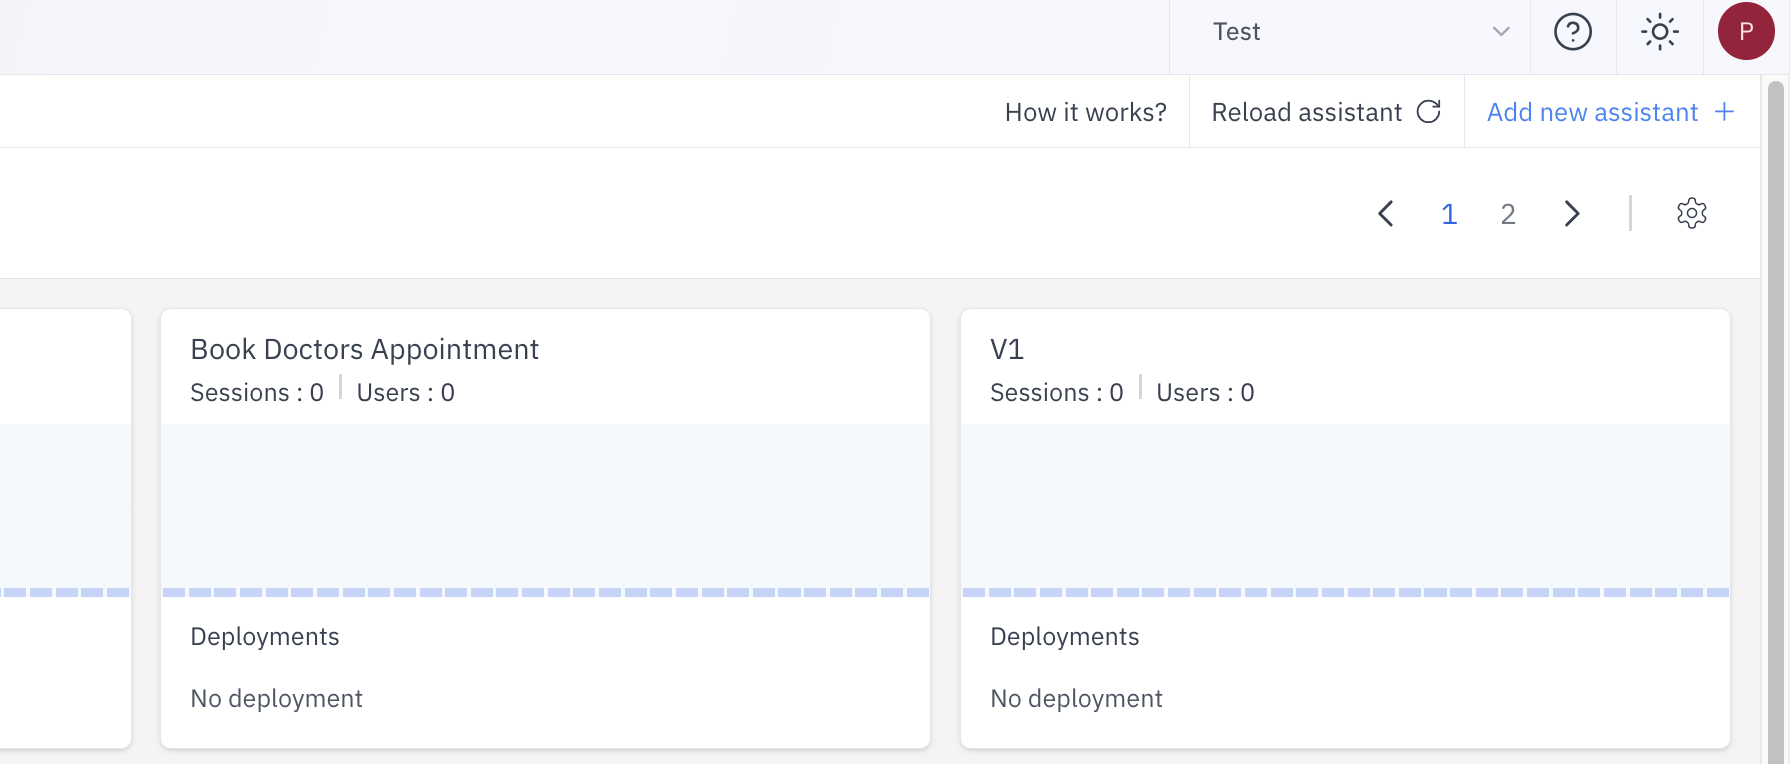 Test
P
How it works?
Reload assistant
Add new assistant
1 2
Book Doctors Appointment
Sessions : 0 Users : 0
Deployments
No deployment
V1
Sessions : 0 Users : 0
Deployments
No deployment